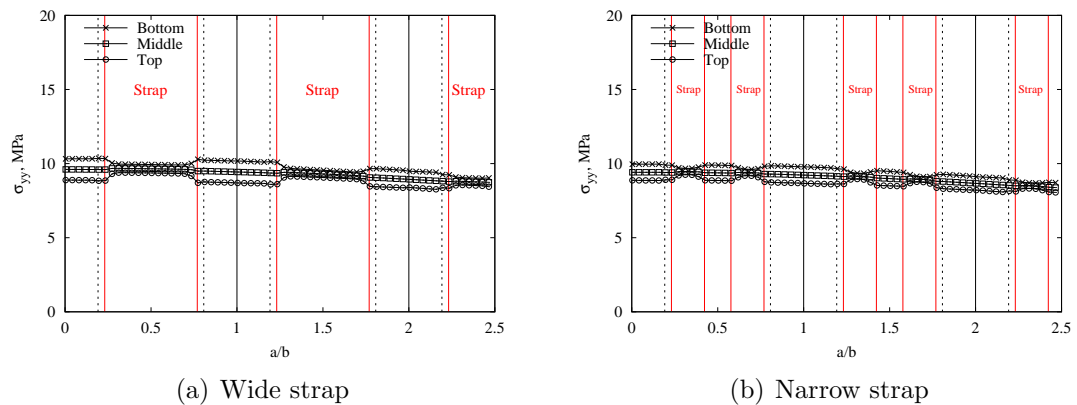 20
15
10
5
0
σyy, MPa
Bottom
Middle
Top
Strap
Strap
Strap
0 0.5 1 1.5 2 2.5
a/b
(a) Wide strap
20
15
10
5
0
σyy, MPa
Bottom
Middle
Top
Strap
Strap
Strap
Strap
Strap
0 0.5 1 1.5 2 2.5
a/b
(b) Narrow strap